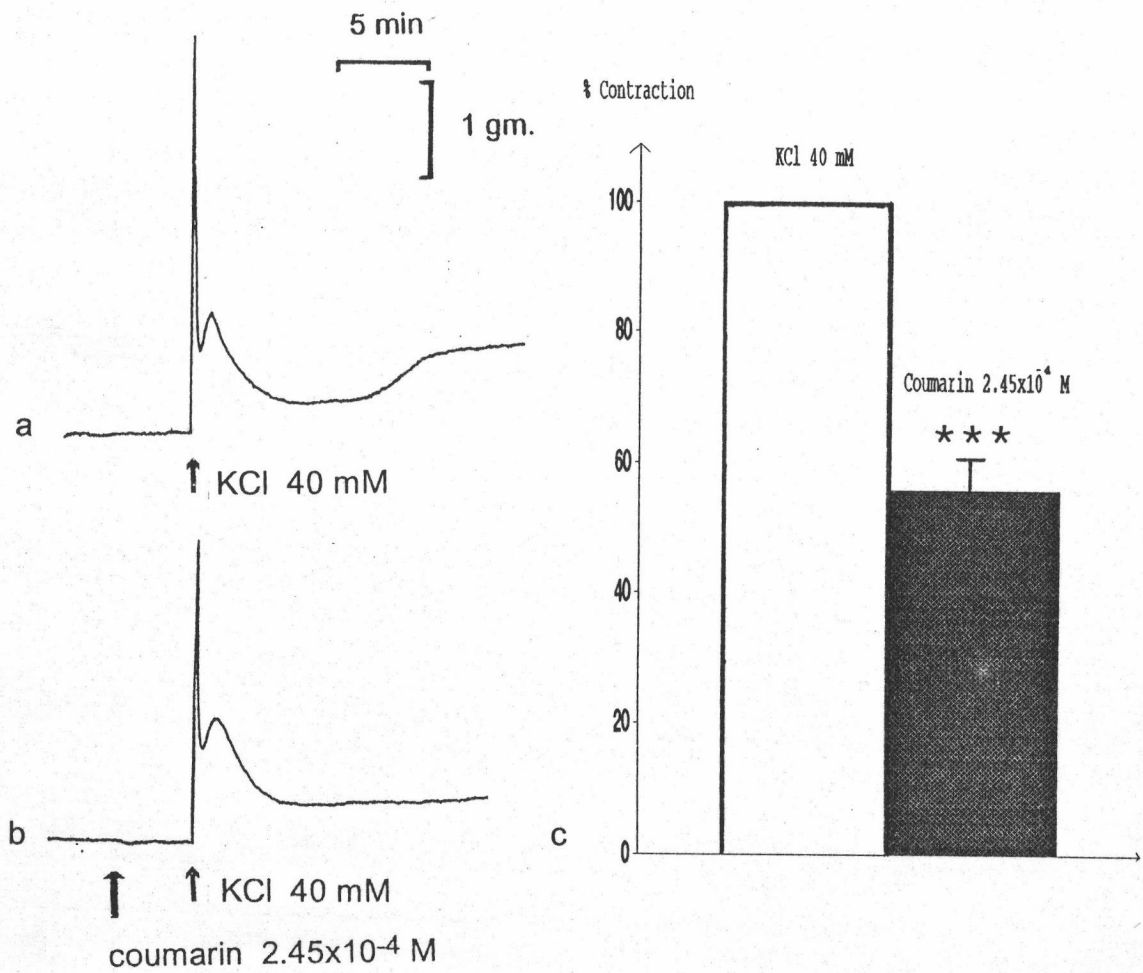 5 min
1 gm.
a
↑ KCl 40 mM
b
↑ KCl 40 mM
coumarin 2.45x10-4 M
% Contraction
KCl 40 mM
100
Coumarin 2.45x10-4 M
80
***
60
40
20
c
0